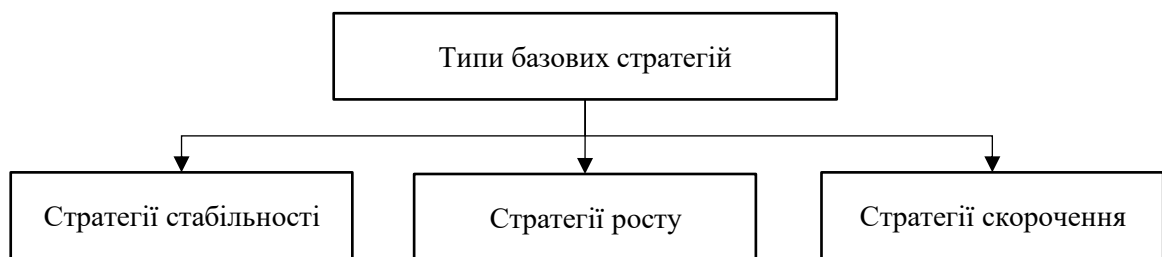 Типи базових стратегій
Стратегії стабільності
Стратегії росту
Стратегії скорочення